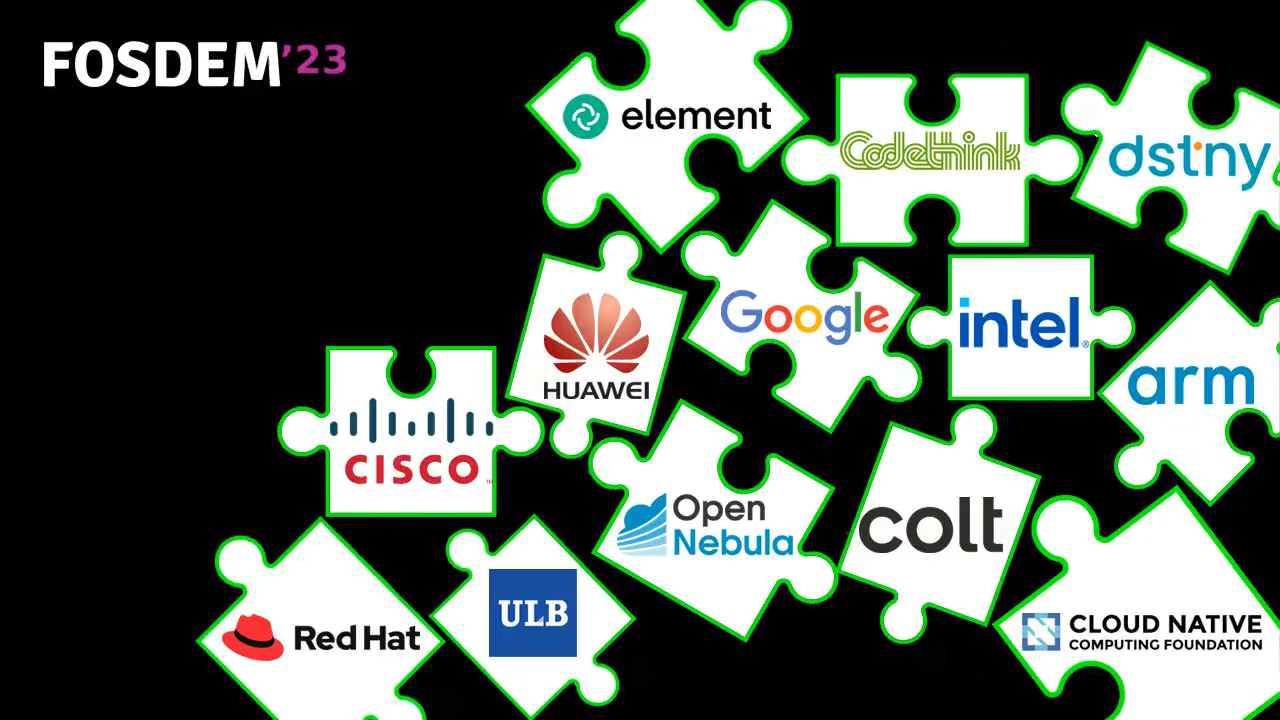 FOSDEM'23
element
Codethink
dstny
HUAWEI
Google
intel®
arm
CISCO™
Open
Nebula
colt
Red Hat
ULB
CLOUD NATIVE
COMPUTING FOUNDATION